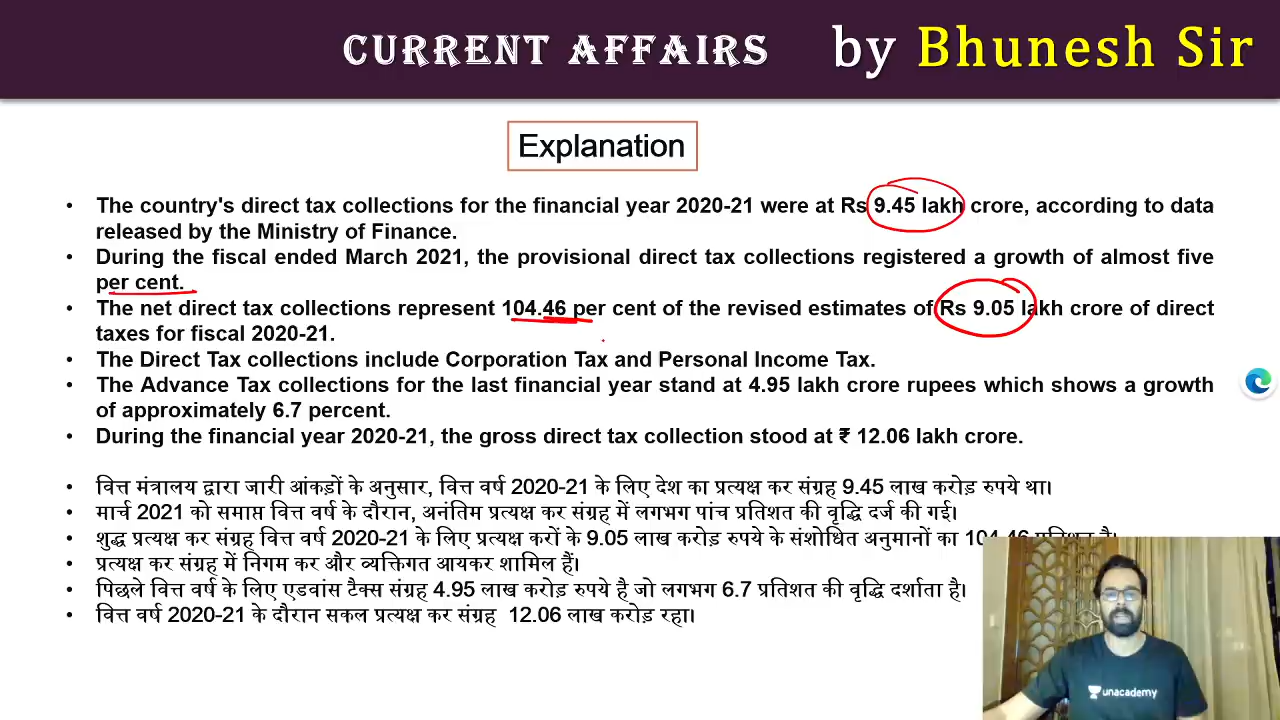 CURRENT AFFAIRS by Bhunesh Sir
Explanation
• The country's direct tax collections for the financial year 2020-21 were at Rs 9.45 lakh crore, according to data
released by the Ministry of Finance.
• During the fiscal ended March 2021, the provisional direct tax collections registered a growth of almost five
per cent.
• The net direct tax collections represent 104.46 per cent of the revised estimates of Rs 9.05 lakh crore of direct
taxes for fiscal 2020-21.
• The Direct Tax collections include Corporation Tax and Personal Income Tax.
• The Advance Tax collections for the last financial year stand at 4.95 lakh crore rupees which shows a growth
of approximately 6.7 percent.
• During the financial year 2020-21, the gross direct tax collection stood at ₹ 12.06 lakh crore.
• वित्त मंत्रालय द्वारा जारी आंकड़ों के अनुसार, वित्त वर्ष 2020-21 के लिए देश का प्रत्यक्ष कर संग्रह 9.45 लाख करोड़ रुपये था।
• मार्च 2021 को समाप्त वित्त वर्ष के दौरान, अनंतिम प्रत्यक्ष कर संग्रह में लगभग पांच प्रतिशत की वृद्धि दर्ज की गई।
• शुद्ध प्रत्यक्ष कर संग्रह वित्त वर्ष 2020-21 के लिए प्रत्यक्ष करों के 9.05 लाख करोड़ रुपये के संशोधित अनुमानों का 104.46 प्रतिशत है।
• प्रत्यक्ष कर संग्रह में निगम कर और व्यक्तिगत आयकर शामिल हैं।
• पिछले वित्त वर्ष के लिए एडवांस टैक्स संग्रह 4.95 लाख करोड़ रुपये है जो लगभग 6.7 प्रतिशत की वृद्धि दर्शाता है।
• वित्त वर्ष 2020-21 के दौरान सकल प्रत्यक्ष कर संग्रह 12.06 लाख करोड़ रहा।
unacademy